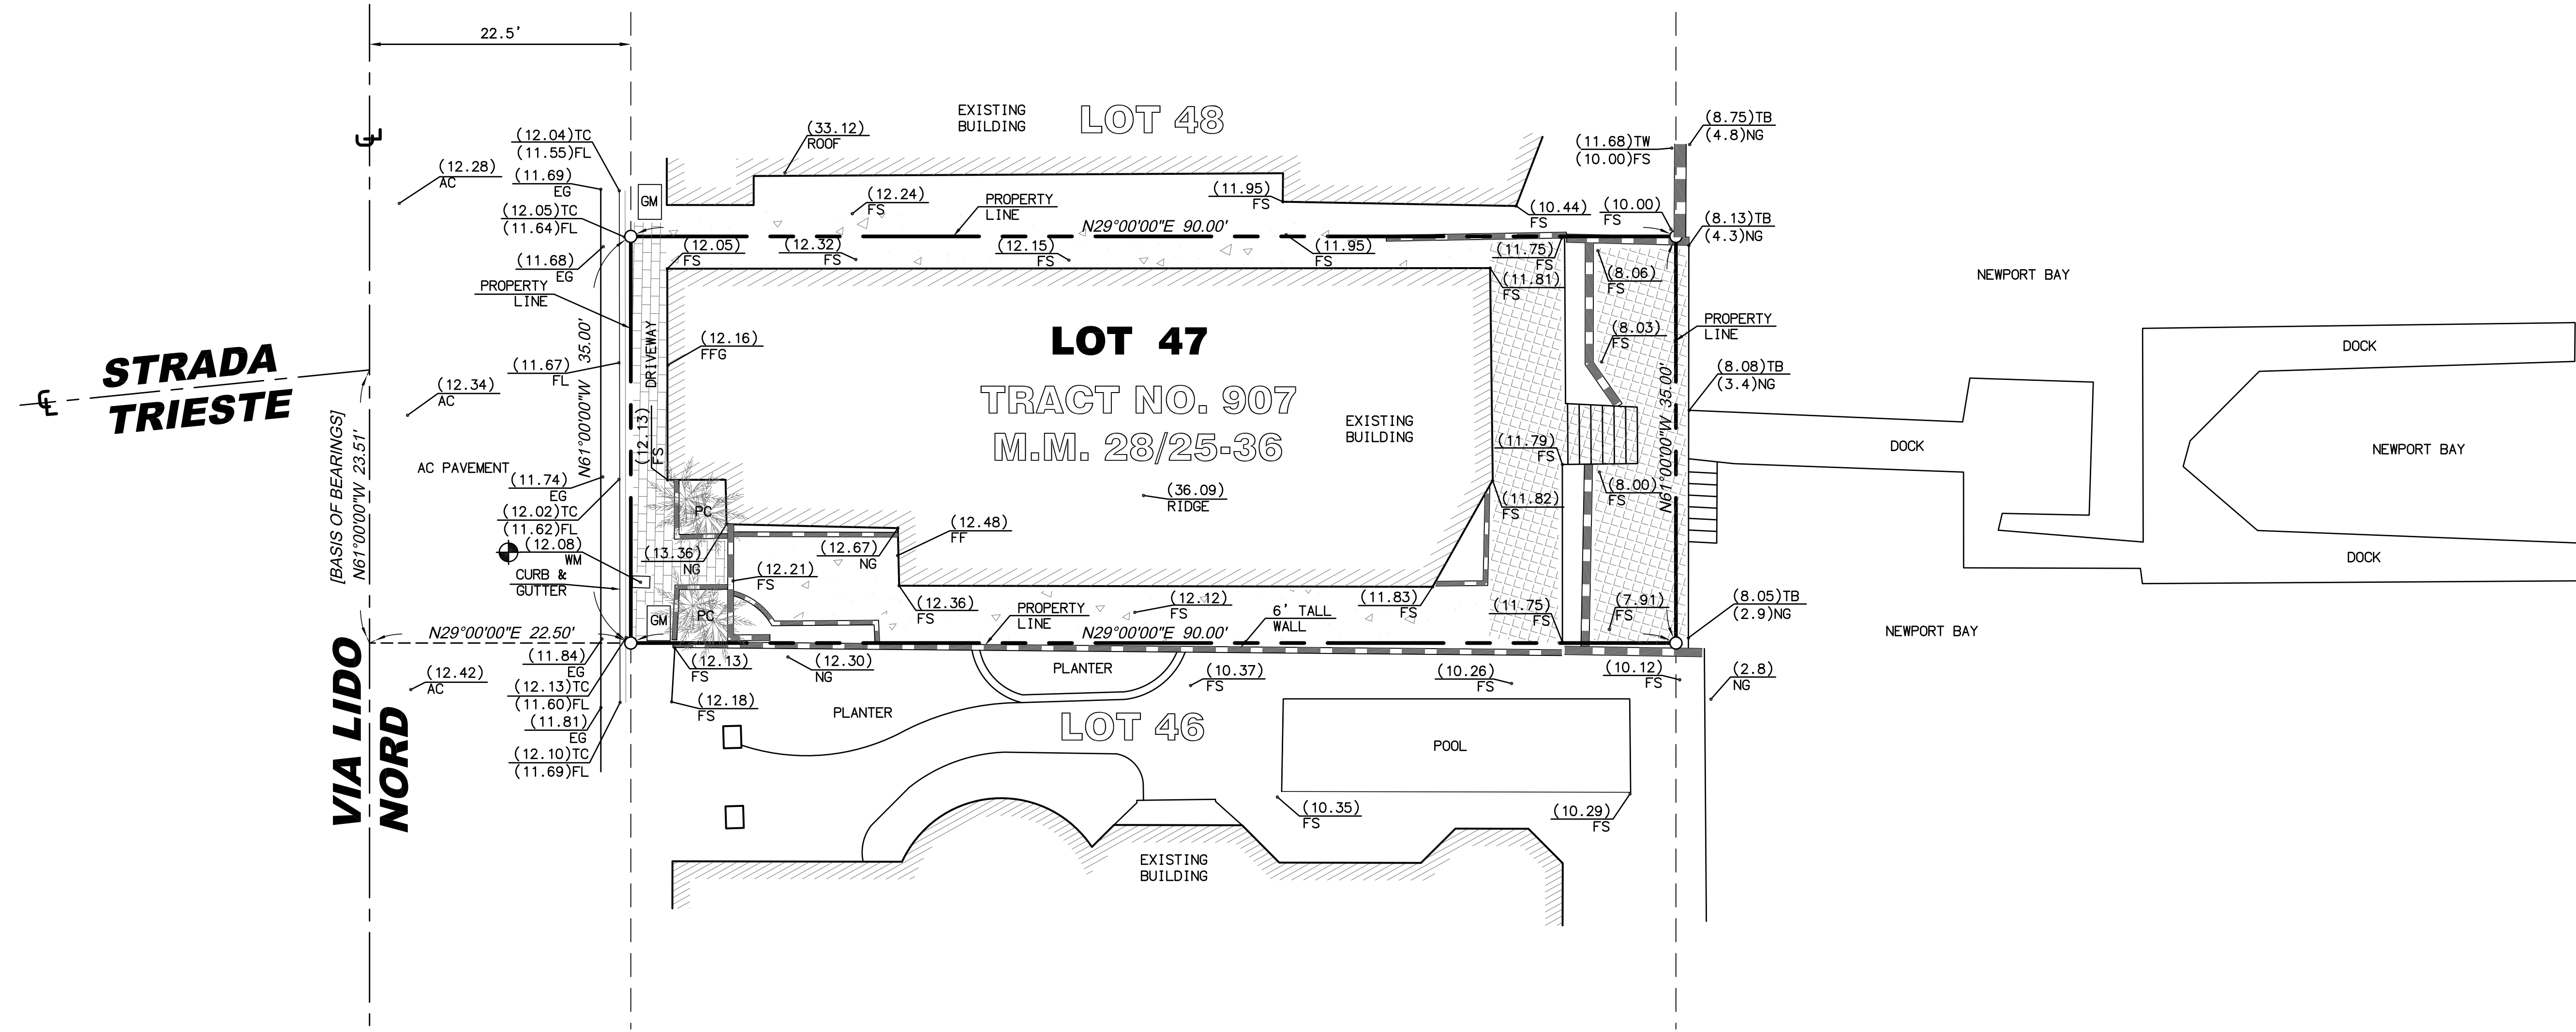 22.5'
(12.04)TC
(11.55)FL
(11.69)
EG
(12.05)TC
(11.64)FL
(11.68)
EG
PROPERTY
LINE
(11.67)
FL
(11.74)
EG
(12.02)TC
(11.62)FL
(12.08)
WM
CURB &
GUTTER
N29°00'00"E 22.50'
(11.84)
EG
(12.13)TC
(11.60)FL
(11.81)
EG
(12.10)TC
(11.69)FL
(12.28)
AC
(12.34)
AC
AC PAVEMENT
(12.42)
AC
CL
CL
STRADA
TRIESTE
[BASIS OF BEARINGS]
N61°00'00"W 23.51'
VIA LIDO
NORD
N61°00'00"W 35.00'
DRIVEWAY
(12.13)
FS
GM
(33.12)
ROOF
EXISTING
BUILDING
LOT 48
(12.24)
FS
PROPERTY
LINE
(11.95)
FS
N29°00'00"E 90.00'
(12.05)
FS
(12.32)
FS
(12.15)
FS
(11.95)
FS
(10.44)
FS
(10.00)
FS
(11.68)TW
(10.00)FS
(8.75)TB
(4.8)NG
(8.13)TB
(4.3)NG
(11.75)
FS
(11.81)
FS
(8.06)
FS
(8.03)
FS
PROPERTY
LINE
(8.08)TB
(3.4)NG
(12.16)
FFG
LOT 47
TRACT NO. 907
M.M. 28/25-36
EXISTING
BUILDING
(36.09)
RIDGE
(11.79)
FS
(11.82)
FS
(8.00)
FS
N61°00'00"W 35.00'
PC
(13.36)
NG
(12.67)
NG
(12.48)
FF
(12.21)
FS
GM
PC
(12.36)
FS
PROPERTY
LINE
(12.12)
FS
6' TALL
WALL
(11.83)
FS
(11.75)
FS
(7.91)
FS
(8.05)TB
(2.9)NG
N29°00'00"E 90.00'
(12.13)
FS
(12.30)
NG
PLANTER
(10.37)
FS
(10.26)
FS
(10.12)
FS
(2.8)
NG
(12.18)
FS
PLANTER
LOT 46
POOL
(10.35)
FS
(10.29)
FS
EXISTING
BUILDING
NEWPORT BAY
DOCK
DOCK
NEWPORT BAY
DOCK
NEWPORT BAY